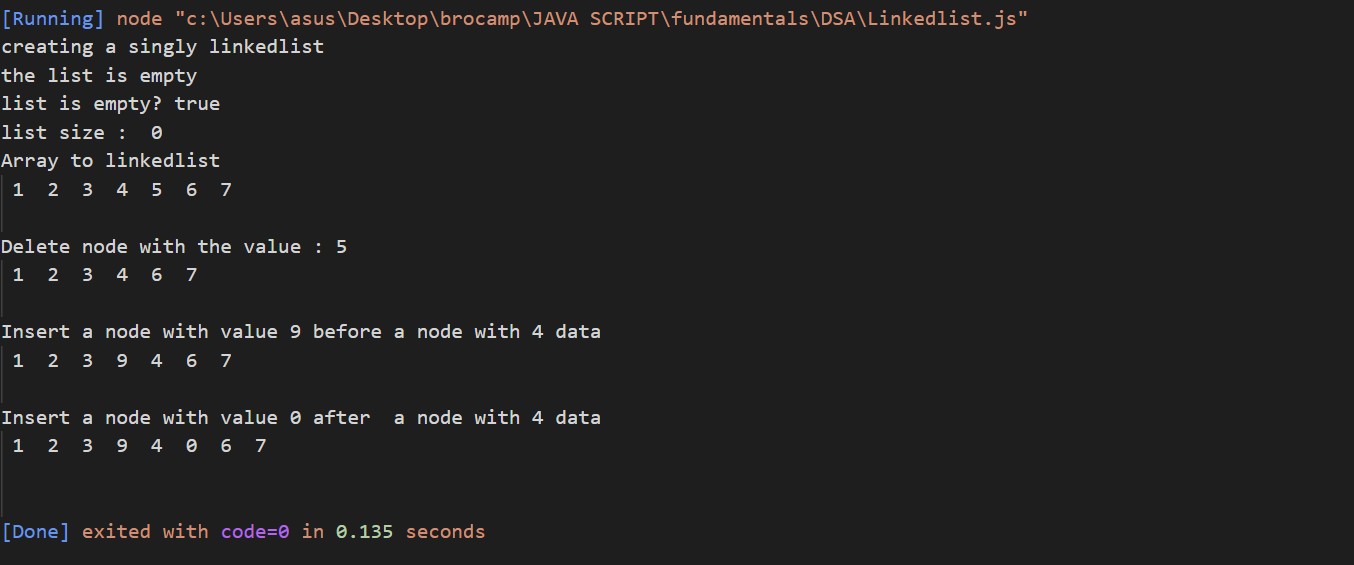 [Running] node "c:\Users\asus\Desktop\brocamp\JAVA SCRIPT\fundamentals\DSA\Linkedlist.js"
creating a singly linkedlist
the list is empty
list is empty? true
list size :  0
Array to linkedlist
 1  2  3  4  5  6  7
Delete node with the value : 5
 1  2  3  4  6  7
Insert a node with value 9 before a node with 4 data
 1  2  3  9  4  6  7
Insert a node with value 0 after  a node with 4 data
 1  2  3  9  4  0  6  7
[Done] exited with code=0 in 0.135 seconds